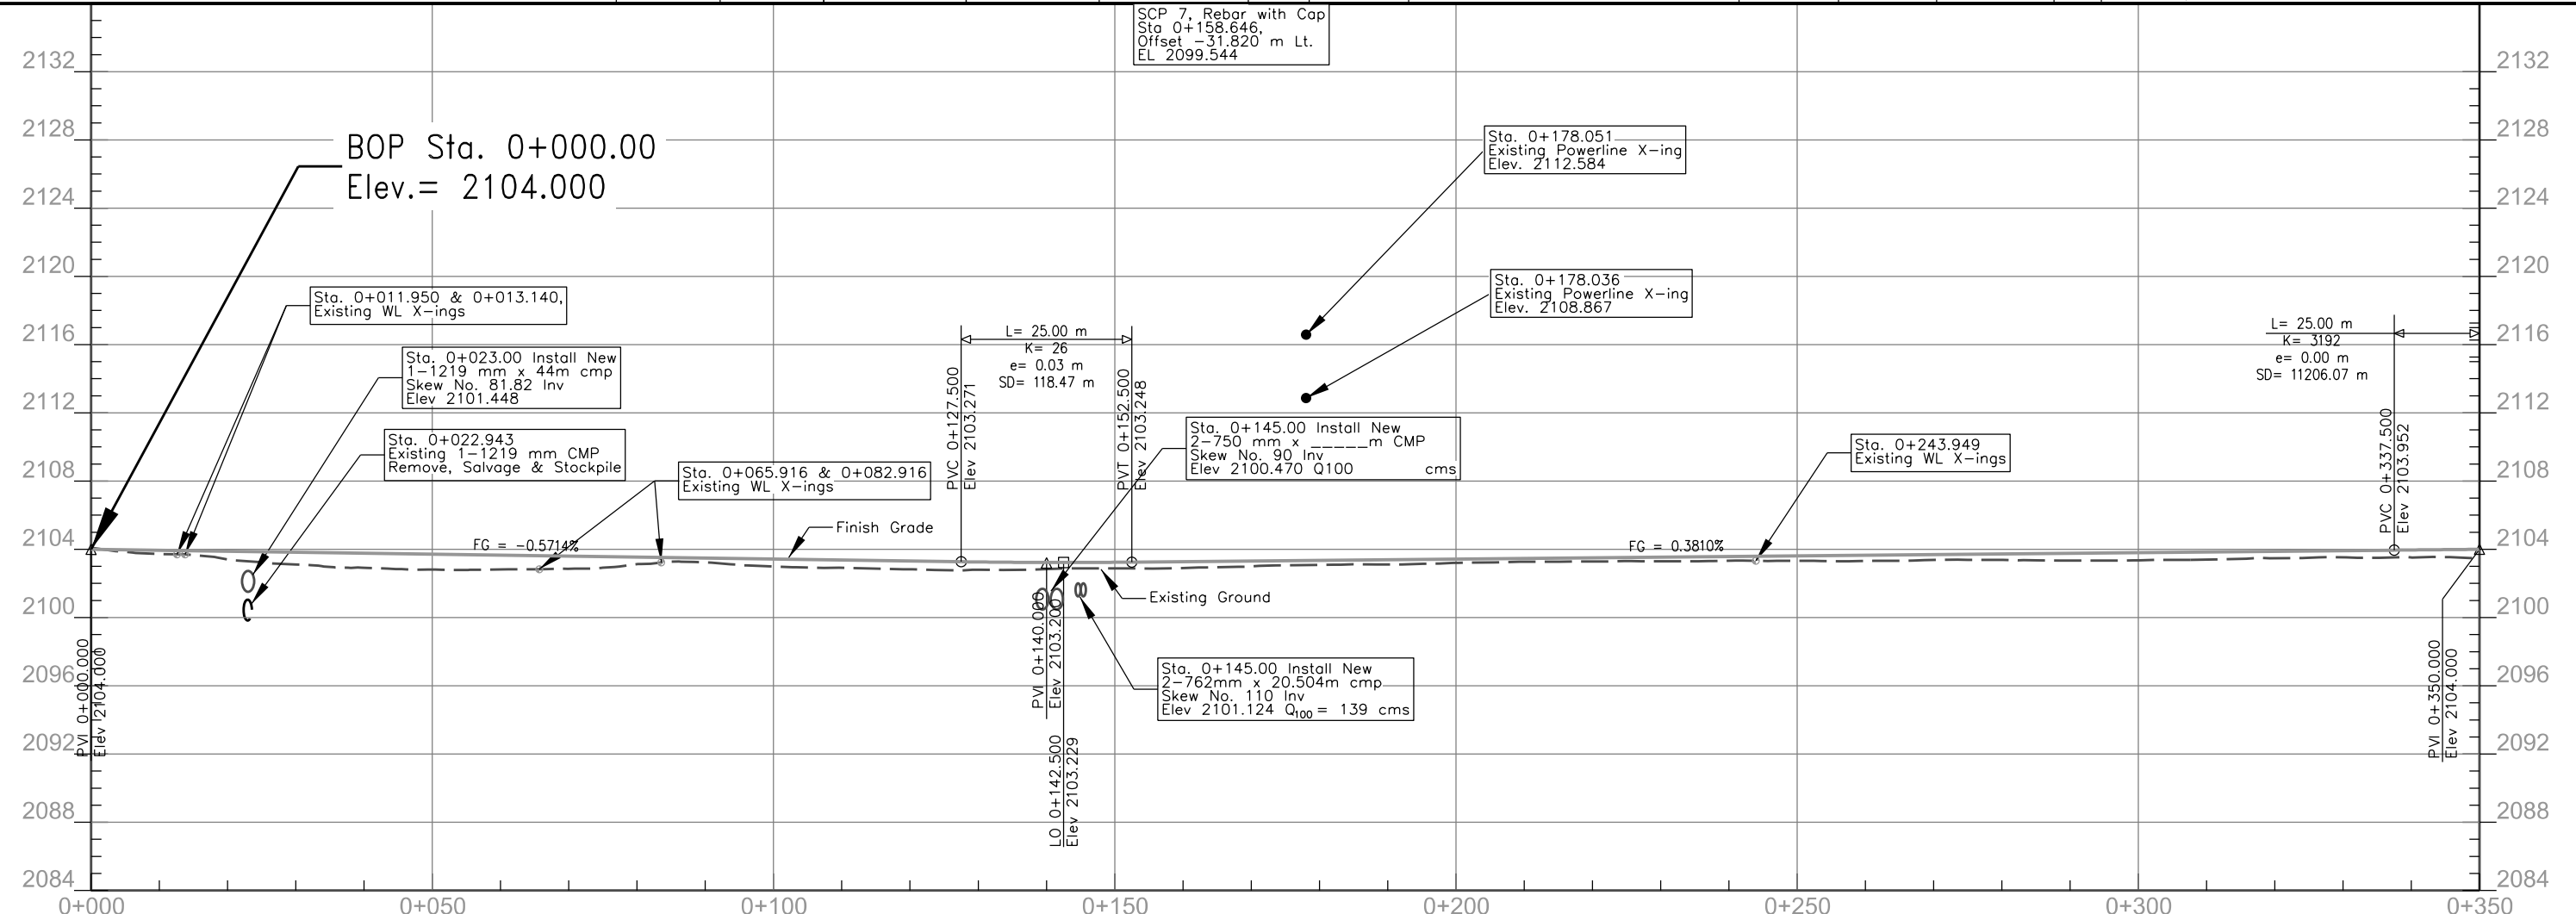 SCP 7, Rebar with Cap
Sta 0+158.646,
Offset -31.820 m Lt.
EL 2099.544
2132
2128
2124
2120
2116
2112
2108
2104
2100
2096
2092
2088
2084
BOP Sta. 0+000.00
Elev.= 2104.000
Sta. 0+011.950 & 0+013.140,
Existing WL X-ings
Sta. 0+023.00 Install New
1-1219 mm x 44m cmp
Skew No. 81.82 Inv
Elev 2101.448
Sta. 0+022.943
Existing 1-1219 mm CMP
Remove, Salvage & Stockpile
Sta. 0+065.916 & 0+082.916
Existing WL X-ings
FG = -0.5714%
Finish Grade
PVI 0+000.000
Elev 2104.000
L= 25.00 m
K= 26
e= 0.03 m
SD= 118.47 m
PVC 0+127.500
Elev 2103.271
PVT 0+152.500
Elev 2103.248
PVI 0+140.000
Elev 2103.200
LO 0+142.500
Elev 2103.229
Sta. 0+178.051
Existing Powerline X-ing
Elev. 2112.584
Sta. 0+178.036
Existing Powerline X-ing
Elev. 2108.867
Sta. 0+145.00 Install New
2-750 mm x _____m CMP
Skew No. 90 Inv
Elev 2100.470 Q100 cms
Existing Ground
Sta. 0+145.00 Install New
2-762mm x 20.504m cmp
Skew No. 110 Inv
Elev 2101.124 Q100 = 139 cms
FG = 0.3810%
Sta. 0+243.949
Existing WL X-ings
L= 25.00 m
K= 3192
e= 0.00 m
SD= 11206.07 m
PVC 0+337.500
Elev 2103.952
PVI 0+350.000
Elev 2104.000
2132
2128
2124
2120
2116
2112
2108
2104
2100
2096
2092
2088
2084
0+000
0+050
0+100
0+150
0+200
0+250
0+300
0+350